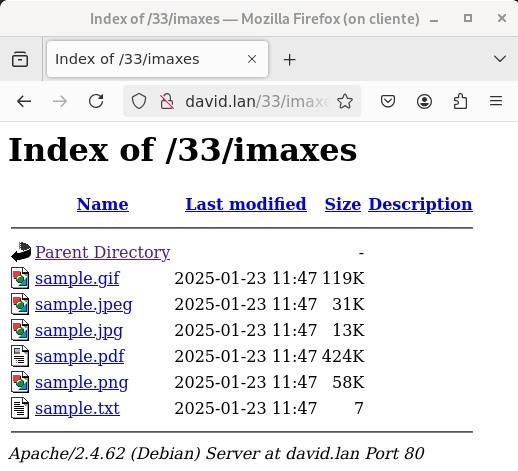 Index of /33/imaxes — Mozilla Firefox (on cliente)
Index of /33/imaxes
david.lan/33/imaxe
Index of /33/imaxes
Name Last modified Size Description
Parent Directory -
sample.gif 2025-01-23 11:47 119K
sample.jpeg 2025-01-23 11:47 31K
sample.jpg 2025-01-23 11:47 13K
sample.pdf 2025-01-23 11:47 424K
sample.png 2025-01-23 11:47 58K
sample.txt 2025-01-23 11:47 7
Apache/2.4.62 (Debian) Server at david.lan Port 80